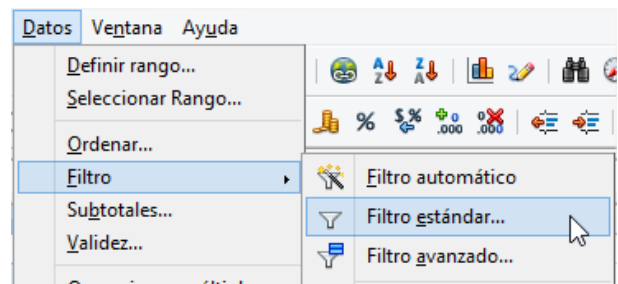 Datos Ventana Ayuda
Definir rango...
Seleccionar Rango...
Ordenar...
Filtro
Filtro automático
Subtotales...
Filtro estándar...
Validez...
Filtro avanzado...